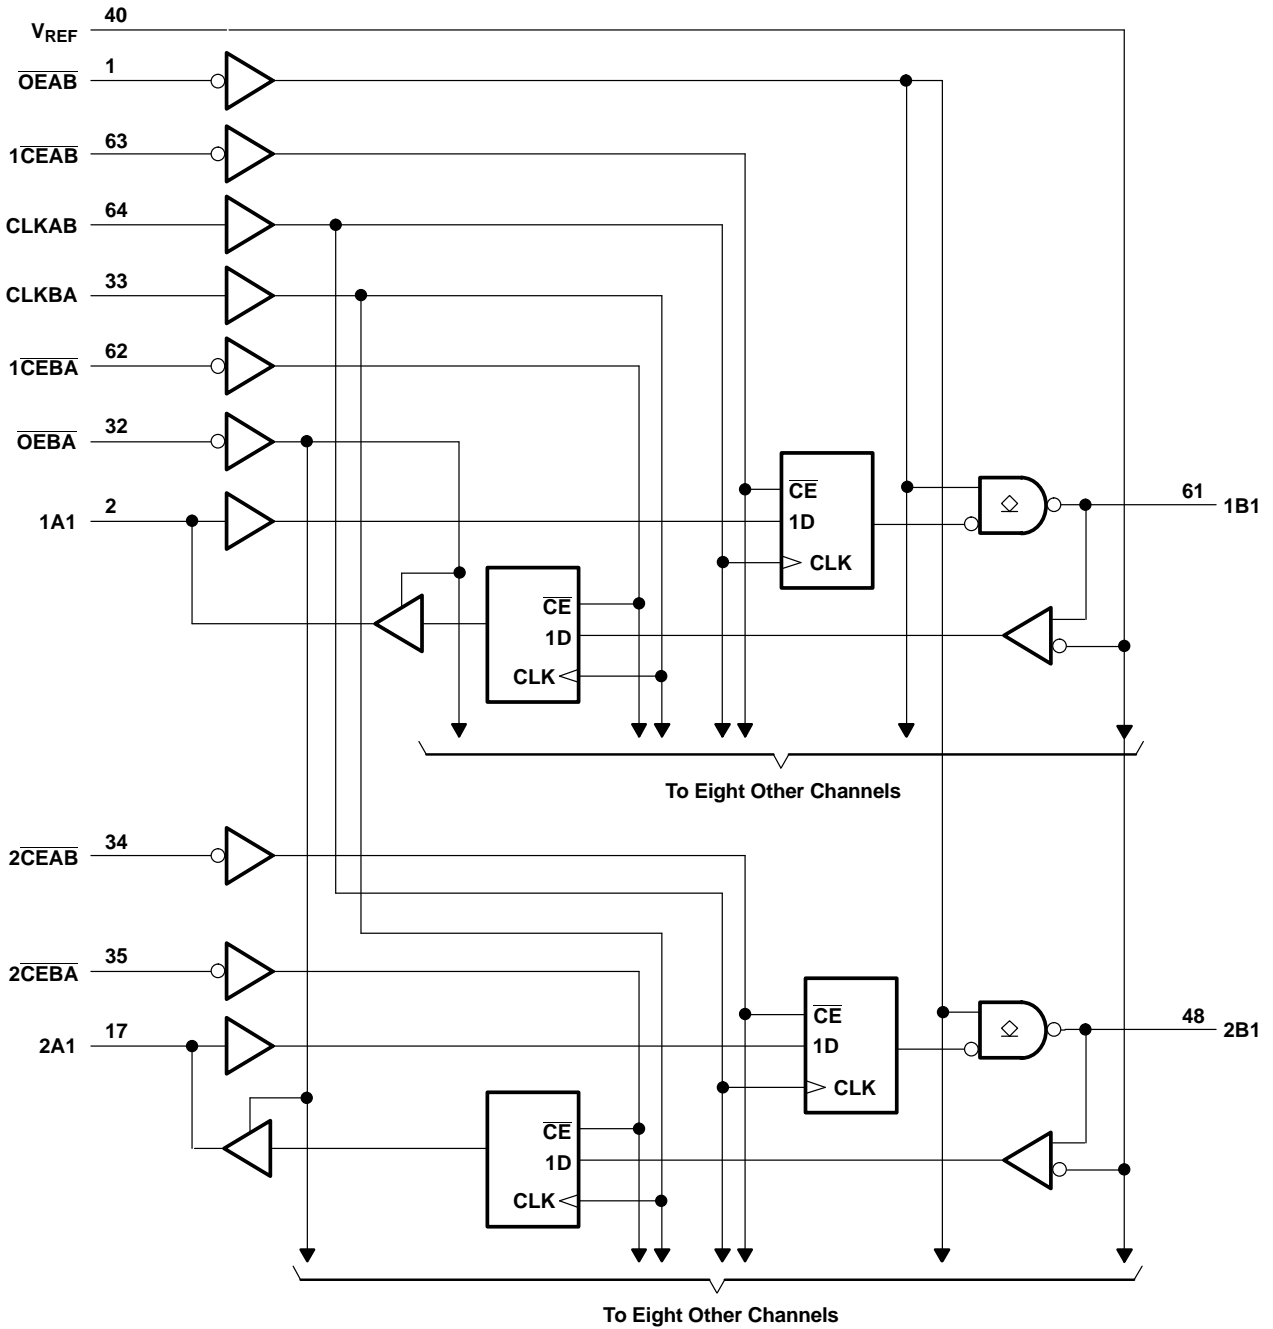 VREF 40
OEAB 1
1CEAB 63
CLKAB 64
CLKBA 33
1CEBA 62
OEBA 32
1A1 2
CE
1D
CLK
61 1B1
CE
1D
CLK
To Eight Other Channels
2CEAB 34
2CEBA 35
2A1 17
CE
1D
CLK
48 2B1
CE
1D
CLK
To Eight Other Channels